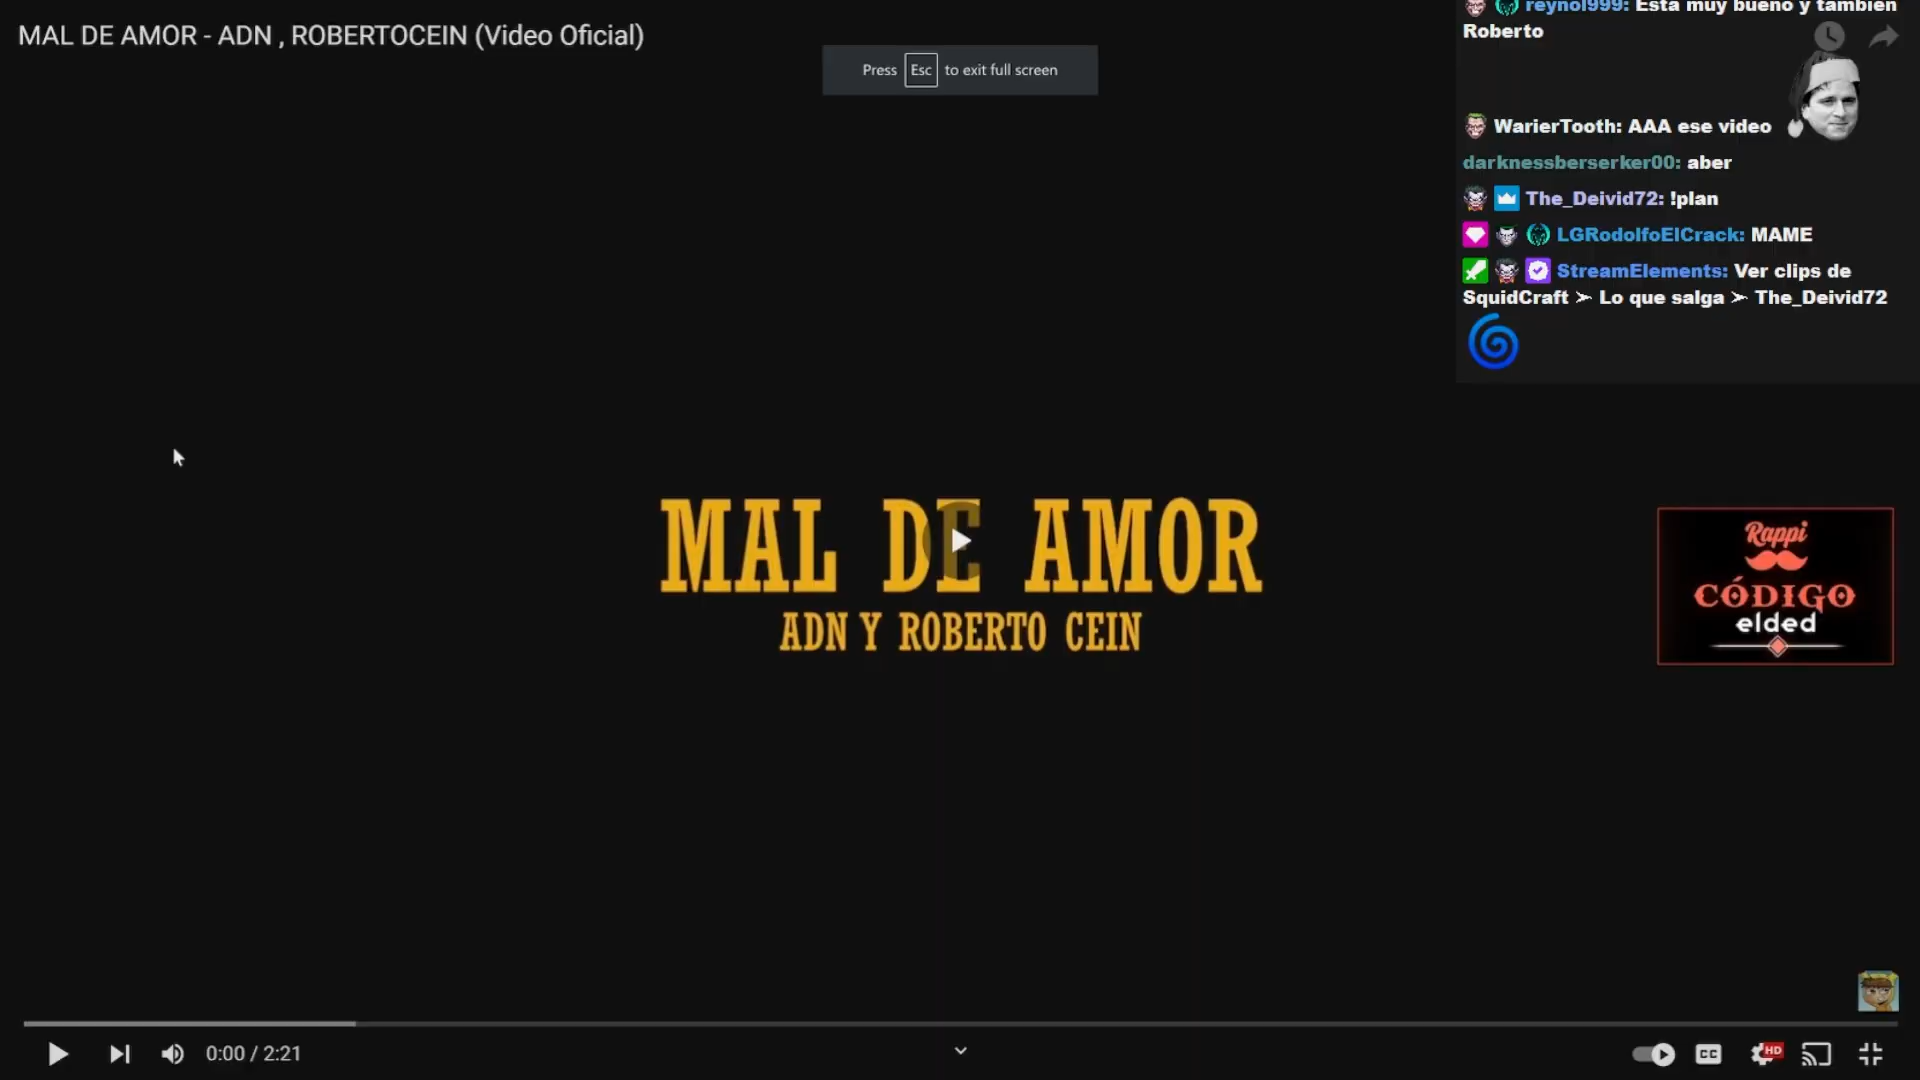 MAL DE AMOR - ADN , ROBERTOCEIN (Video Oficial)
Press Esc to exit full screen
reynol999: Esta muy bueno y tambien
Roberto
WarierTooth: AAA ese video
darknessberserker00: aber
The_Deivid72: !plan
LGRodolfoElCrack: MAME
StreamElements: Ver clips de
SquidCraft ➣ Lo que salga ➣ The_Deivid72
MAL DE AMOR
ADN Y ROBERTO CEIN
Rappi
CÓDIGO
elded
0:00 / 2:21
CC
HD